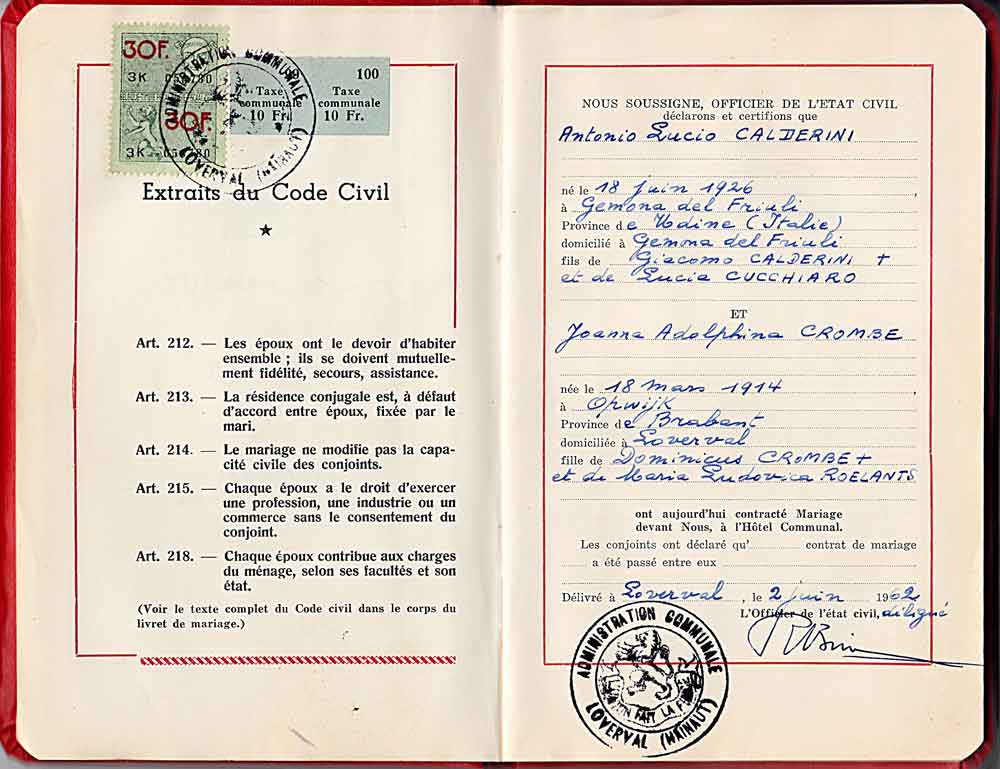 30F.
3K 050,80
30F
3K 050,80
100
Taxe communale 10 Fr.
Taxe communale 10 Fr.
ADMINISTRATION COMMUNALE
LOVERVAL (HAINAUT)
Extraits du Code Civil
Art. 212. — Les époux ont le devoir d'habiter
ensemble ; ils se doivent mutuelle-
ment fidélité, secours, assistance.
Art. 213. — La résidence conjugale est, à défaut
d'accord entre époux, fixée par le
mari.
Art. 214. — Le mariage ne modifie pas la capa-
cité civile des conjoints.
Art. 215. — Chaque époux a le droit d'exercer
une profession, une industrie ou un
commerce sans le consentement du
conjoint.
Art. 218. — Chaque époux contribue aux charges
du ménage, selon ses facultés et son
état.
(Voir le texte complet du Code civil dans le corps du
livret de mariage.)
NOUS SOUSSIGNE, OFFICIER DE L'ETAT CIVIL
déclarons et certifions que
Antonio Lucio CALDERINI
né le 18 juin 1926
à Gemona del Friuli
Province de Udine (Italie)
domicilié à Gemona del Friuli
fils de Giacomo CALDERINI +
et de Lucia CUCCHIARO
ET
Joanna Adolphina CROMBE
née le 18 mars 1914
à Opwijk
Province de Brabant
domiciliée à Loverval
fille de Dominicus CROMBE +
et de Maria Ludovica ROELANTS
ont aujourd'hui contracté Mariage
devant Nous, à l'Hôtel Communal.
Les conjoints ont déclaré qu' contrat de mariage
a été passé entre eux
Délivré à Loverval, le 2 juin 1962
L'Officier de l'état civil, délégué
ADMINISTRATION COMMUNALE
L'UNION FAIT LA FORCE
LOVERVAL (HAINAUT)